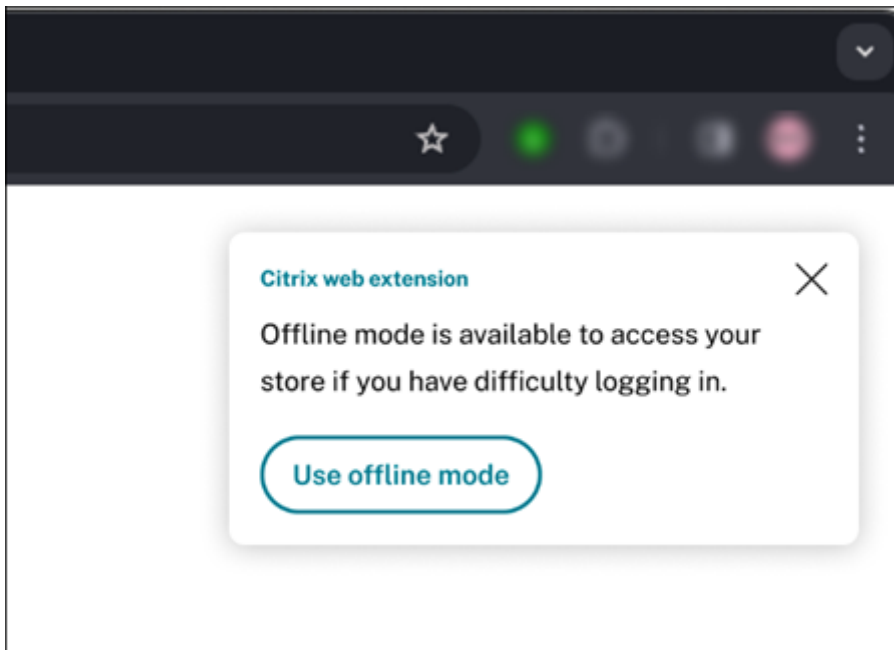 Citrix web extension
Offline mode is available to access your
store if you have difficulty logging in.
Use offline mode